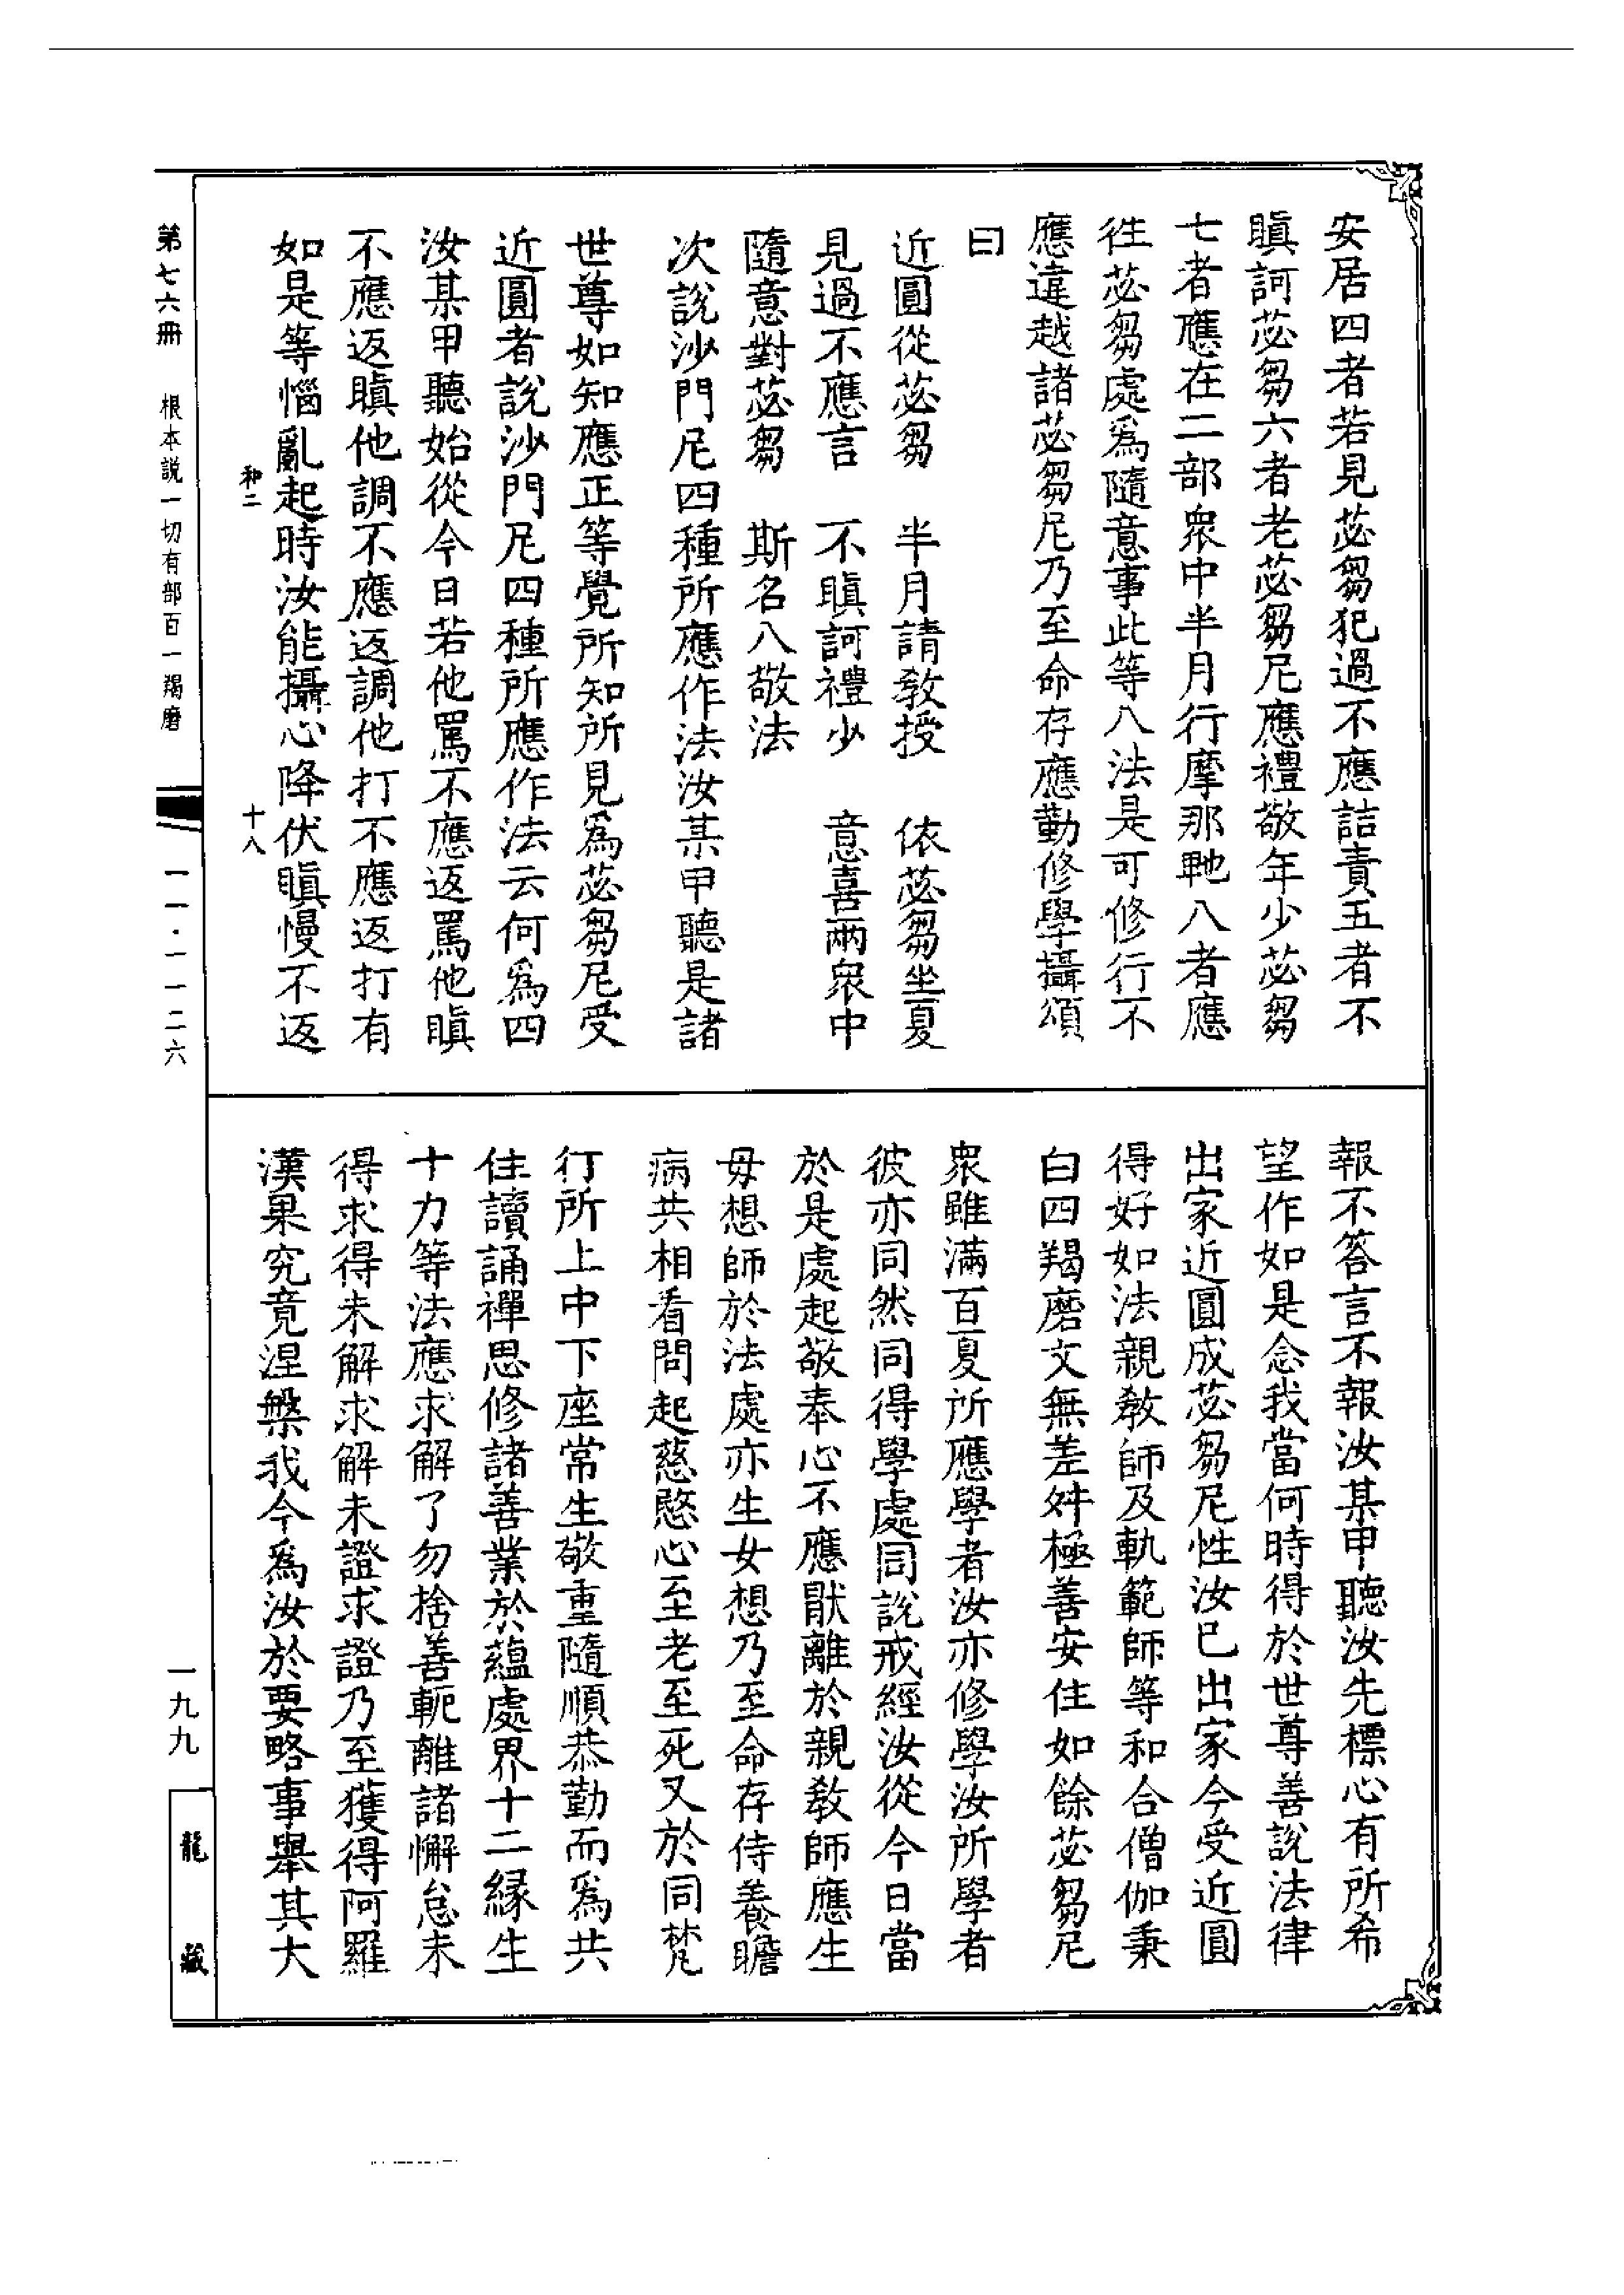 安居四者若見苾芻犯過不應詰責五者不
瞋訶苾芻六者老苾芻尼應禮敬年少苾芻
七者應在二部衆中半月行摩那𠷐八者應
往苾芻處爲隨意事此等八法是可修行不
應違越諸苾芻尼乃至命存應勤修學攝頌
曰
近圓從苾芻　半月請教授　依苾芻坐夏
見過不應言　不瞋訶禮少　意喜兩衆中
隨意對苾芻　斯名八敬法
次說沙門尼四種所應作法汝某甲聽是諸
世尊如知應正等覺所知所見爲苾芻尼受
近圓者說沙門尼四種所應作法云何爲四
汝某甲聽始從今日若他罵不應返罵他瞋
不應返瞋他調不應返調他打不應返打有
如是等惱亂起時汝能攝心降伏瞋慢不返
報不答言不報汝某甲聽汝先標心有所希
望作如是念我當何時得於世尊善說法律
出家近圓成苾芻尼性汝已出家今受近圓
得好如法親教師及軌範師等和合僧伽秉
白四羯磨文無差舛極善安住如餘苾芻尼
衆雖滿百夏所應學者汝亦修學汝所學者
彼亦同然同得學處同說戒經汝從今日當
於是處起敬奉心不應猒離於親教師應生
母想師於法處亦生女想乃至命存侍養瞻
病共相看問起慈愍心至老至死又於同梵
行所上中下座常生敬重隨順恭勤而爲共
住讀誦禪思修諸善業於蘊處界十二緣生
十力等法應求解了勿捨善軛離諸懈怠未
得求得未解求解未證求證乃至獲得阿羅
漢果究竟涅槃我今爲汝於要略事舉其大
和二
十八
第七六冊　根本説一切有部百一羯磨
一一·一一二六
一九九
龍藏